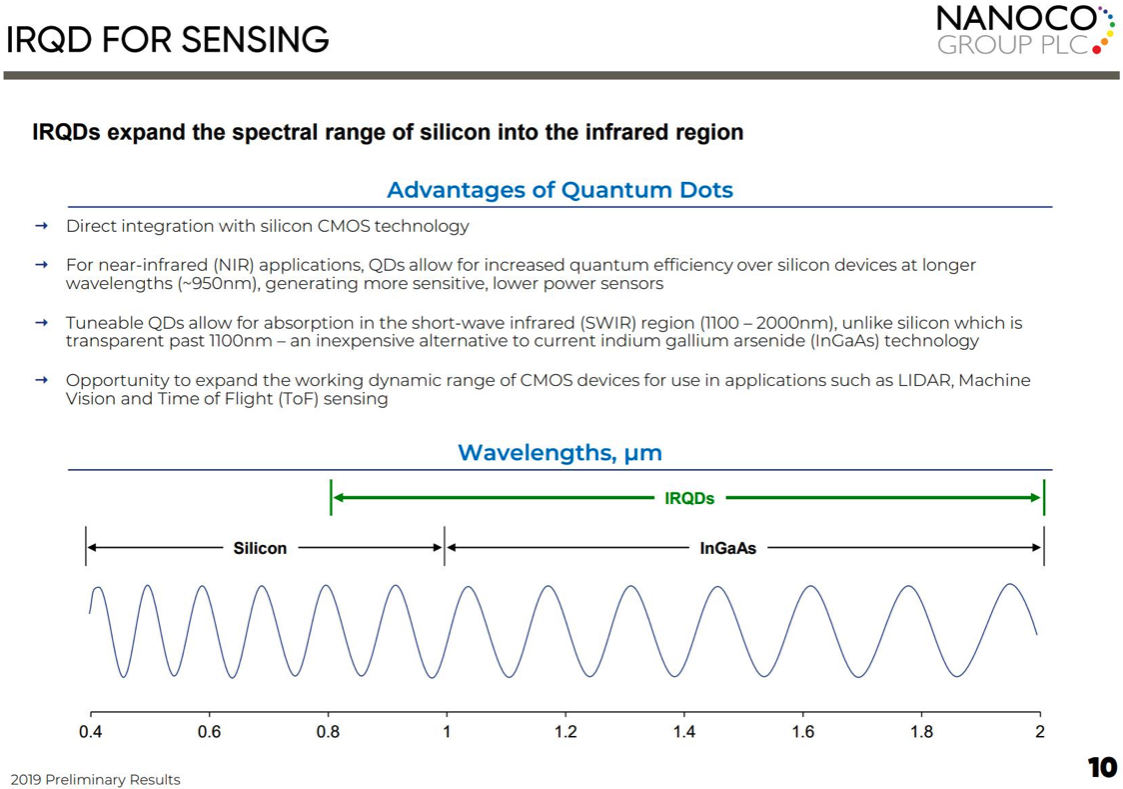 IRQD FOR SENSING
NANOCO
GROUP PLC
IRQDs expand the spectral range of silicon into the infrared region
Advantages of Quantum Dots
→ Direct integration with silicon CMOS technology
→ For near-infrared (NIR) applications, QDs allow for increased quantum efficiency over silicon devices at longer
wavelengths (~950nm), generating more sensitive, lower power sensors
→ Tuneable QDs allow for absorption in the short-wave infrared (SWIR) region (1100 – 2000nm), unlike silicon which is
transparent past 1100nm – an inexpensive alternative to current indium gallium arsenide (InGaAs) technology
→ Opportunity to expand the working dynamic range of CMOS devices for use in applications such as LIDAR, Machine
Vision and Time of Flight (ToF) sensing
Wavelengths, µm
IRQDs
Silicon InGaAs
0.4 0.6 0.8 1 1.2 1.4 1.6 1.8 2
2019 Preliminary Results
10